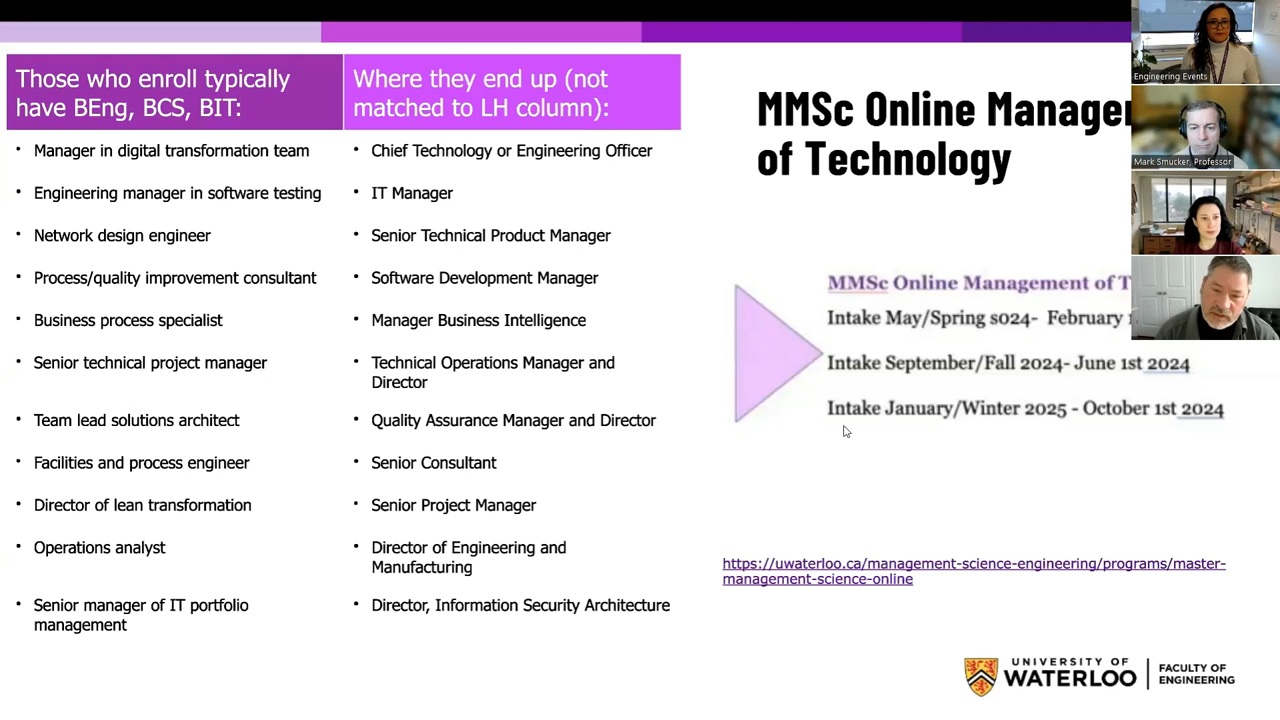 Those who enroll typically
have BEng, BCS, BIT:
• Manager in digital transformation team
• Engineering manager in software testing
• Network design engineer
• Process/quality improvement consultant
• Business process specialist
• Senior technical project manager
• Team lead solutions architect
• Facilities and process engineer
• Director of lean transformation
• Operations analyst
• Senior manager of IT portfolio
management
Where they end up (not
matched to LH column):
• Chief Technology or Engineering Officer
• IT Manager
• Senior Technical Product Manager
• Software Development Manager
• Manager Business Intelligence
• Technical Operations Manager and
Director
• Quality Assurance Manager and Director
• Senior Consultant
• Senior Project Manager
• Director of Engineering and
Manufacturing
• Director, Information Security Architecture
MMSc Online Manager
of Technology
MMSc Online Management of T
Intake May/Spring s024- February 1
Intake September/Fall 2024- June 1st 2024
Intake January/Winter 2025 - October 1st 2024
https://uwaterloo.ca/management-science-engineering/programs/master-
management-science-online
UNIVERSITY OF
WATERLOO
FACULTY OF
ENGINEERING
Engineering Events
Mark Smucker, Professor